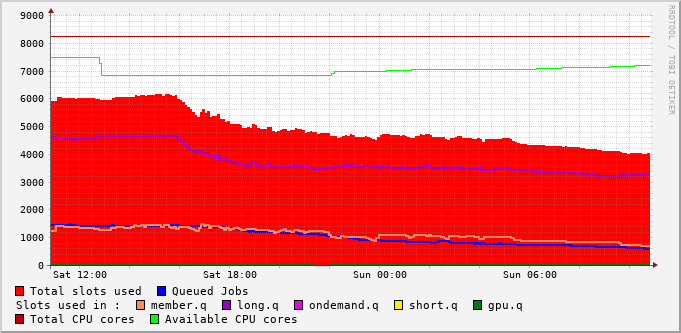 9000
8000
7000
6000
5000
4000
3000
2000
1000
0
Sat 12:00 Sat 18:00 Sun 00:00 Sun 06:00
Total slots used Queued Jobs
Slots used in : member.q long.q ondemand.q short.q gpu.q
Total CPU cores Available CPU cores
RRDTOOL / TOBI OETIKER